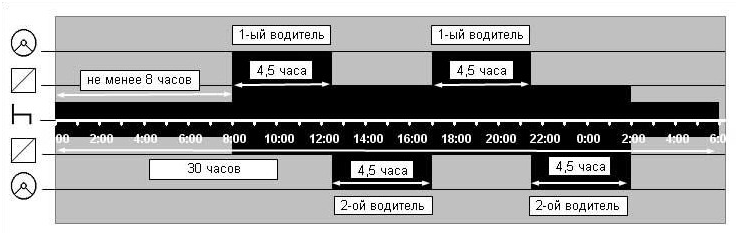 1-ый водитель 1-ый водитель
4,5 часа 4,5 часа
не менее 8 часов
00 2:00 4:00 6:00 8:00 10:00 12:00 14:00 16:00 18:00 20:00 22:00 0:00 2:00 4:00 6:0
30 часов 4,5 часа 4,5 часа
2-ой водитель 2-ой водитель